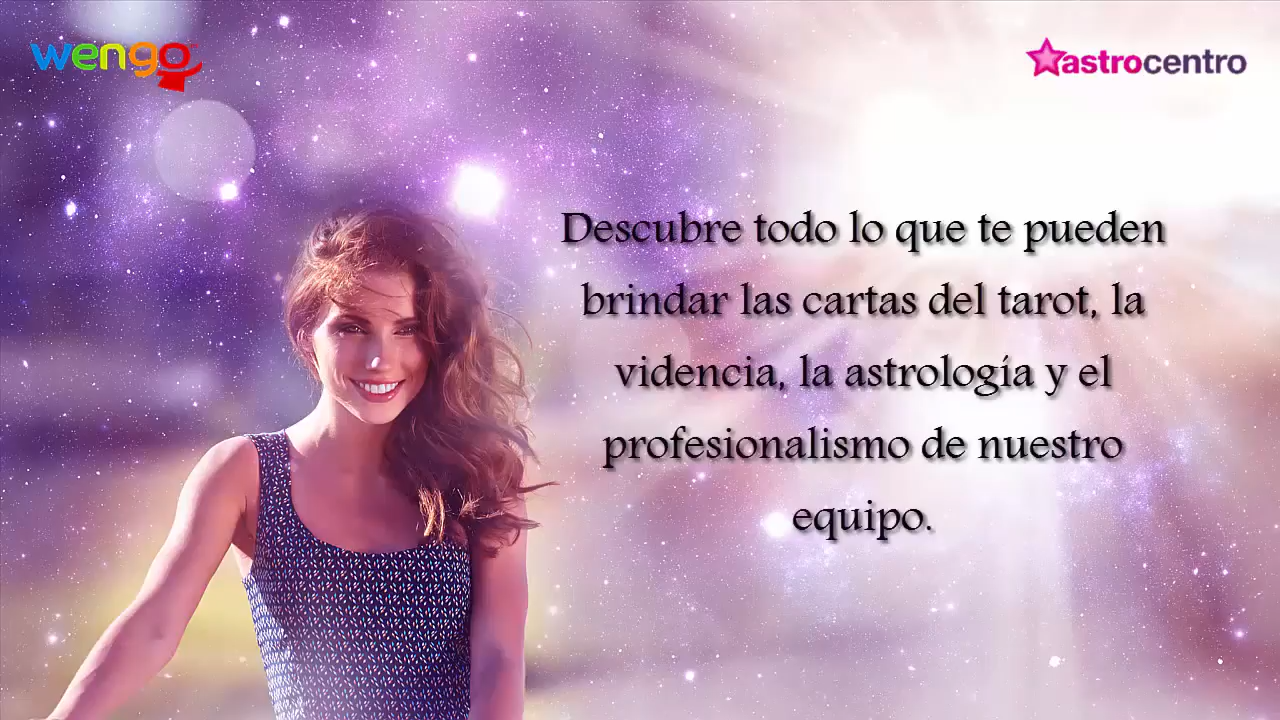 wengo
astrocentro
Descubre todo lo que te pueden
brindar las cartas del tarot, la
videncia, la astrología y el
profesionalismo de nuestro
equipo.